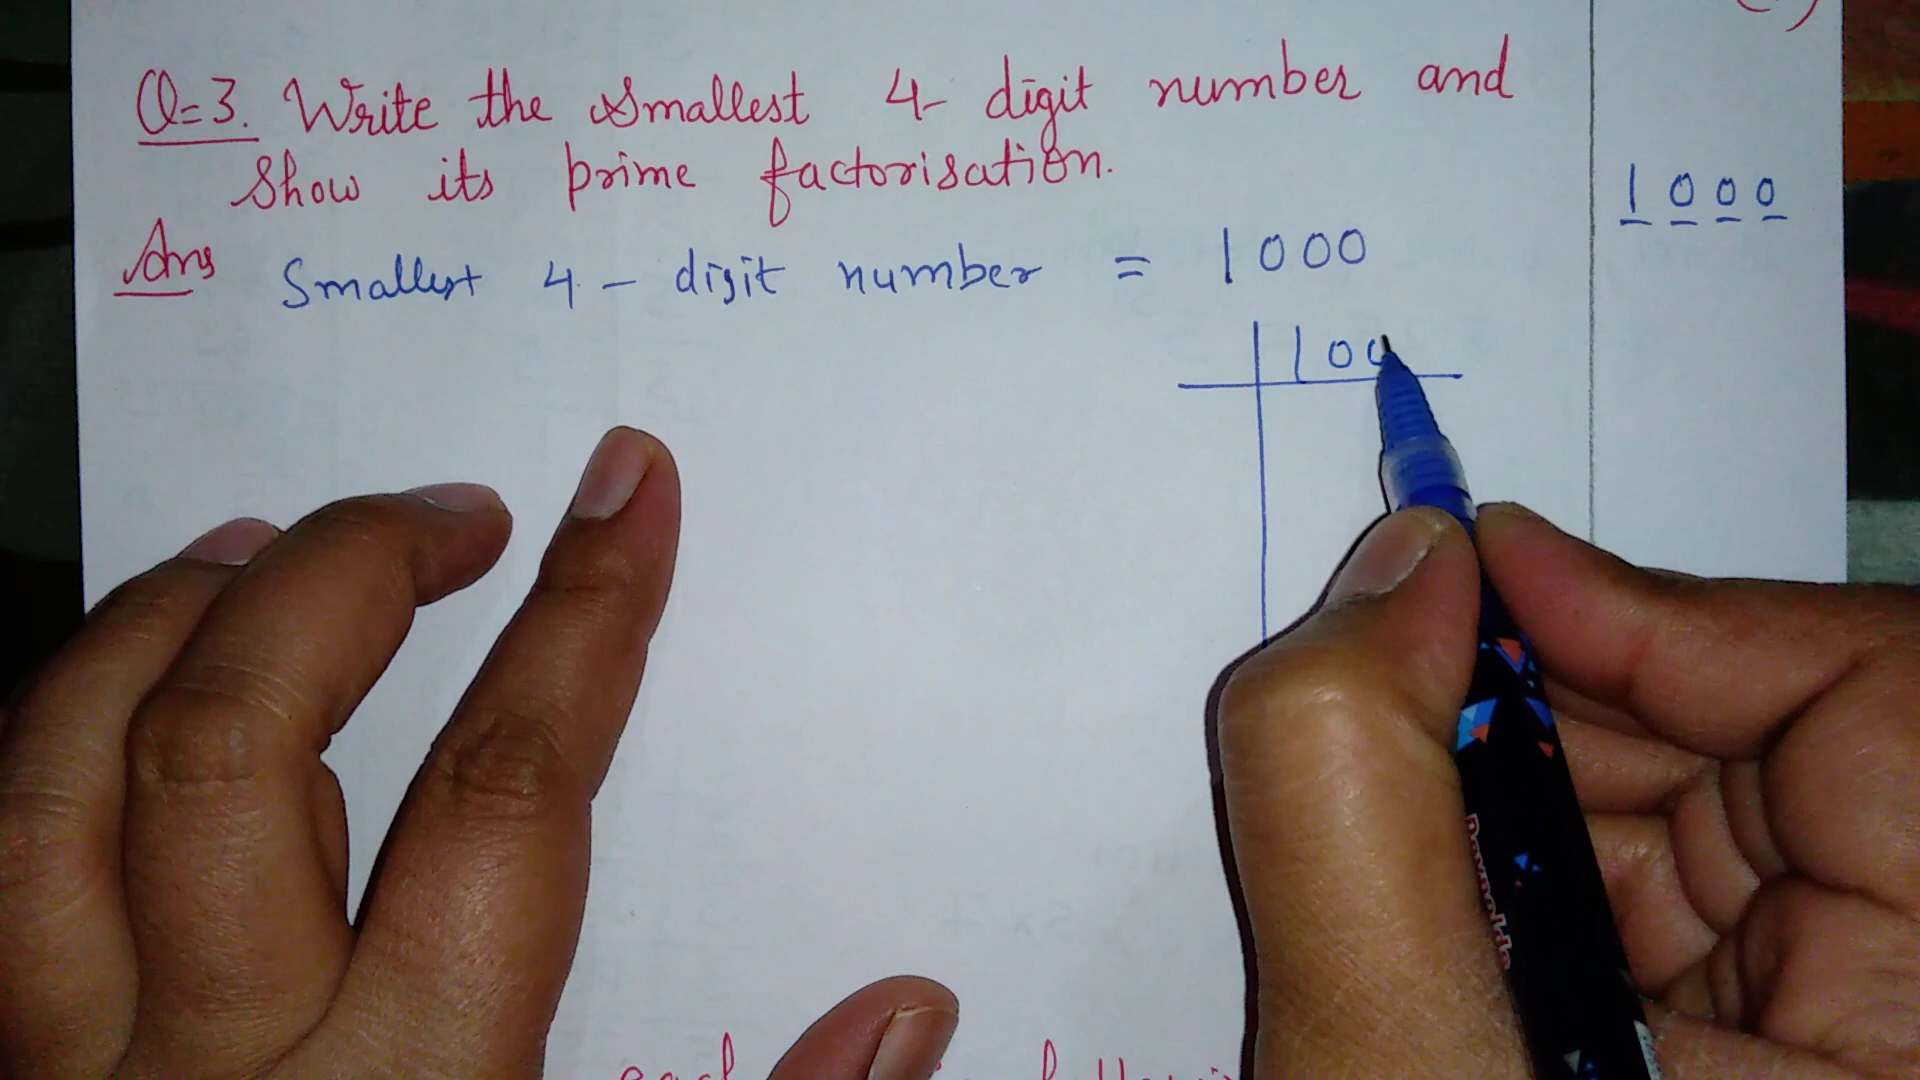 Q=3. Write the smallest 4- digit number and
Show its prime factorisation.
Ans Smallest 4 - digit number = 1000
1000
100
Reynolds